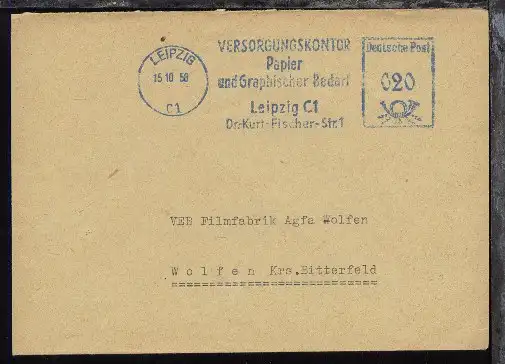 LEIPZIG
15.10 58
C1
VERSORGUNGSKONTOR
Papier
und Graphischer Bedarf
Leipzig C1
Dr.-Kurt-Fischer-Str.1
Deutsche Post
020
VEB Filmfabrik Agfa Wolfen
Wolfen Krs.Bitterfeld